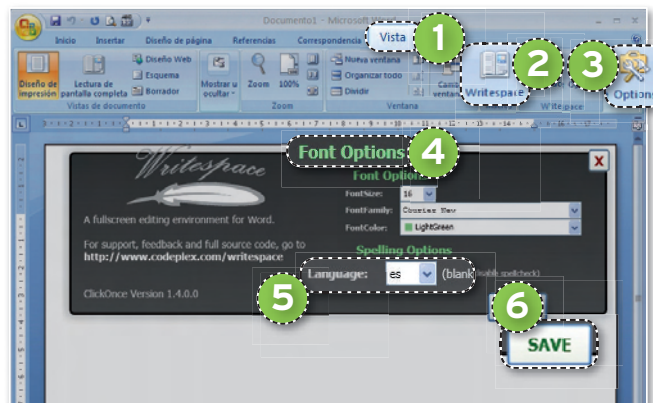 Documento1 - Microsoft Word
Inicio Insertar Diseño de página Referencias Correspondencia Vista
1
2
3
Diseño de impresión
Lectura de pantalla completa
Diseño Web
Esquema
Borrador
Mostrar u ocultar
Zoom
100%
Nueva ventana
Organizar todo
Dividir
Writespace
Options
Vistas de documento Zoom Ventana Writespace
Writespace
Font Options
4
X
Font Options
FontSize: 16
FontFamily: Courier New
FontColor: LightGreen
A fullscreen editing environment for Word.
For support, feedback and full source code, go to
http://www.codeplex.com/writespace
Spelling Options
Language: es (blank disable spellcheck)
ClickOnce Version 1.4.0.0
5
6
SAVE